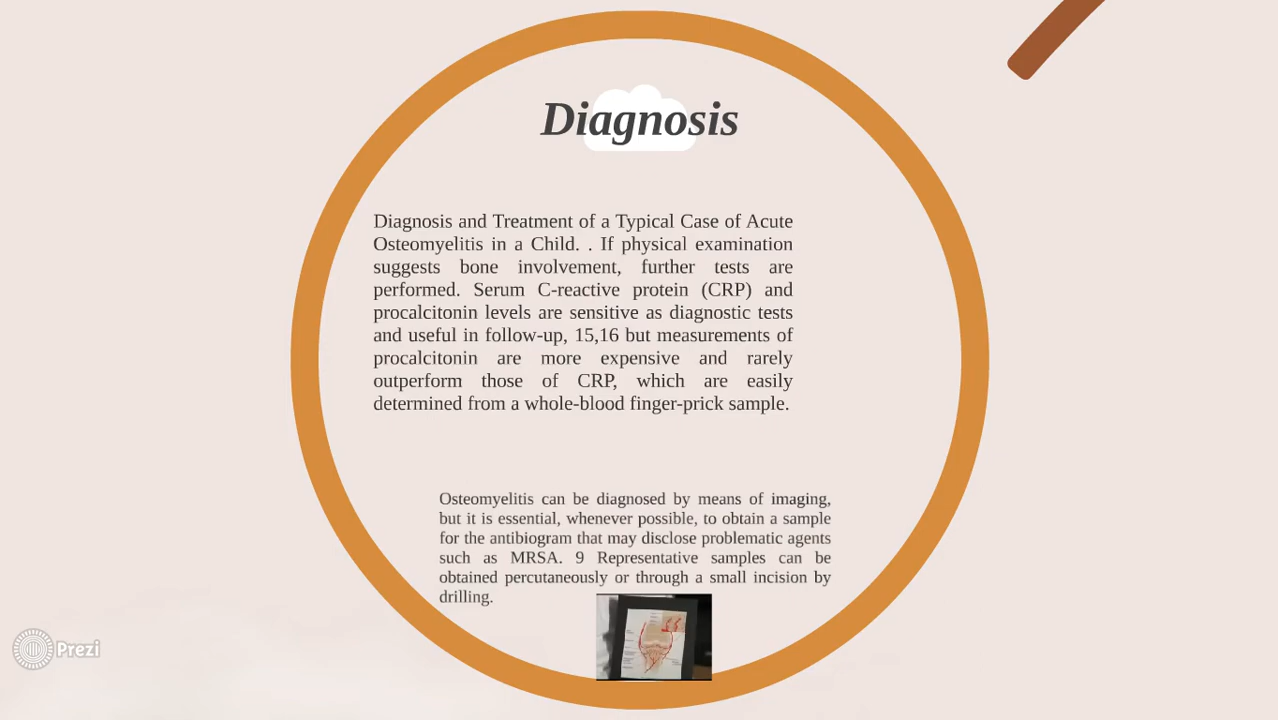 Diagnosis
Diagnosis and Treatment of a Typical Case of Acute
Osteomyelitis in a Child. . If physical examination
suggests bone involvement, further tests are
performed. Serum C-reactive protein (CRP) and
procalcitonin levels are sensitive as diagnostic tests
and useful in follow-up, 15,16 but measurements of
procalcitonin are more expensive and rarely
outperform those of CRP, which are easily
determined from a whole-blood finger-prick sample.
Osteomyelitis can be diagnosed by means of imaging,
but it is essential, whenever possible, to obtain a sample
for the antibiogram that may disclose problematic agents
such as MRSA. 9 Representative samples can be
obtained percutaneously or through a small incision by
drilling.
Prezi